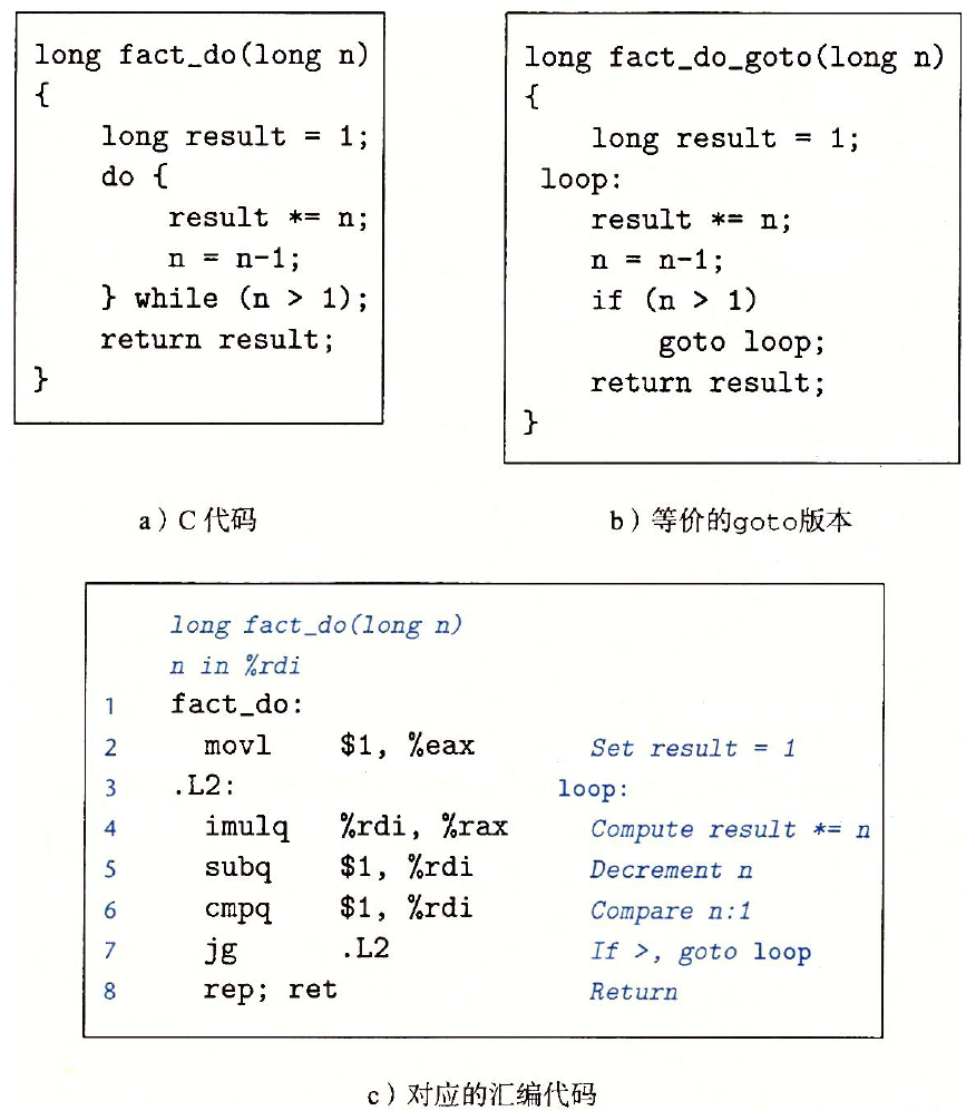 long fact_do(long n)
{
    long result = 1;
    do {
        result *= n;
        n = n-1;
    } while (n > 1);
    return result;
}
a）C 代码
long fact_do_goto(long n)
{
    long result = 1;
 loop:
    result *= n;
    n = n-1;
    if (n > 1)
        goto loop;
    return result;
}
b）等价的goto版本
long fact_do(long n)
n in %rdi
1 fact_do:
2 movl $1, %eax Set result = 1
3 .L2: loop:
4 imulq %rdi, %rax Compute result *= n
5 subq $1, %rdi Decrement n
6 cmpq $1, %rdi Compare n:1
7 jg .L2 If >, goto loop
8 rep; ret Return
c）对应的汇编代码